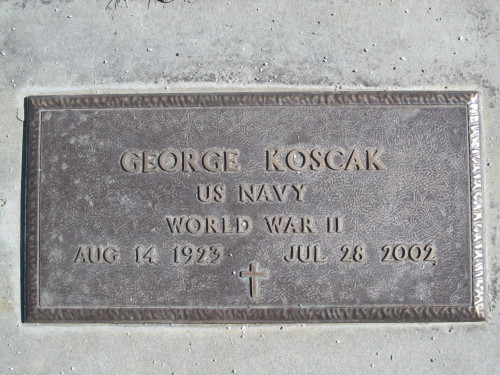 GEORGE KOSCAK
US NAVY
WORLD WAR II
AUG 14 1923 JUL 28 2002